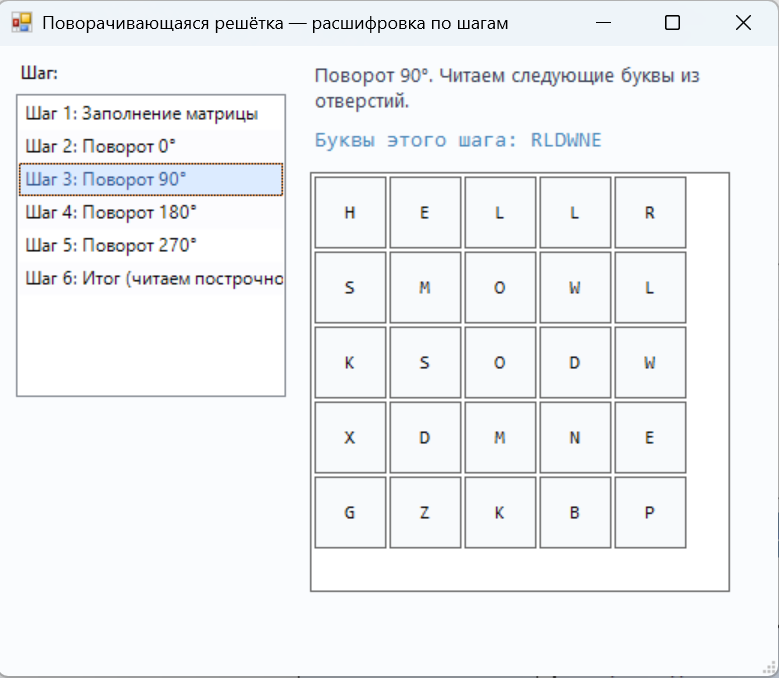 Поворачивающаяся решётка — расшифровка по шагам
Шаг:
Шаг 1: Заполнение матрицы
Шаг 2: Поворот 0°
Шаг 3: Поворот 90°
Шаг 4: Поворот 180°
Шаг 5: Поворот 270°
Шаг 6: Итог (читаем построчно
Поворот 90°. Читаем следующие буквы из
отверстий.
Буквы этого шага: RLDWNE
H E L L R
S M O W L
K S O D W
X D M N E
G Z K B P